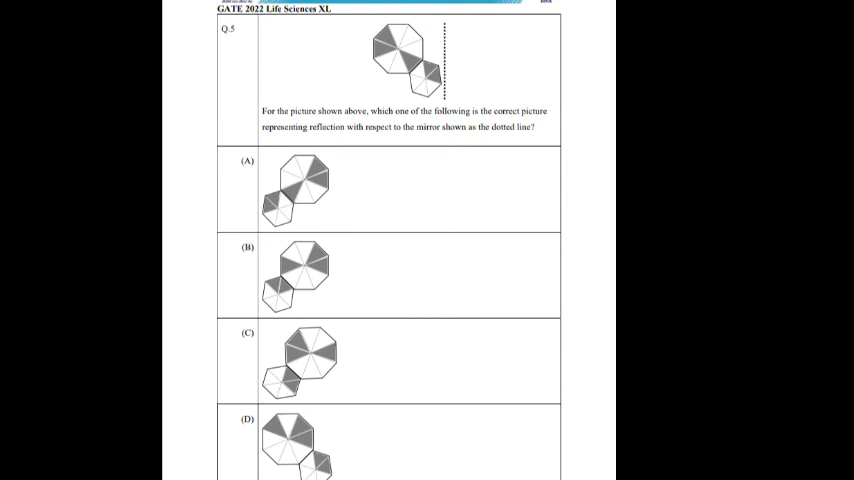 GATE 2022 Life Sciences XL
Q.5
For the picture shown above, which one of the following is the correct picture
representing reflection with respect to the mirror shown as the dotted line?
(A)
(B)
(C)
(D)